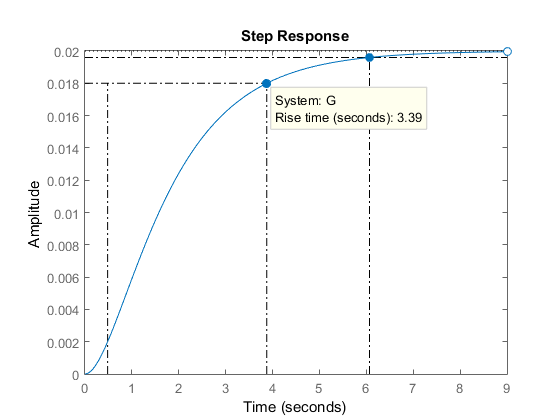 Step Response
0.02
0.018
System: G
Rise time (seconds): 3.39
0.016
0.014
0.012
0.01
0.008
0.006
0.004
0.002
0
Amplitude
0 1 2 3 4 5 6 7 8 9
Time (seconds)